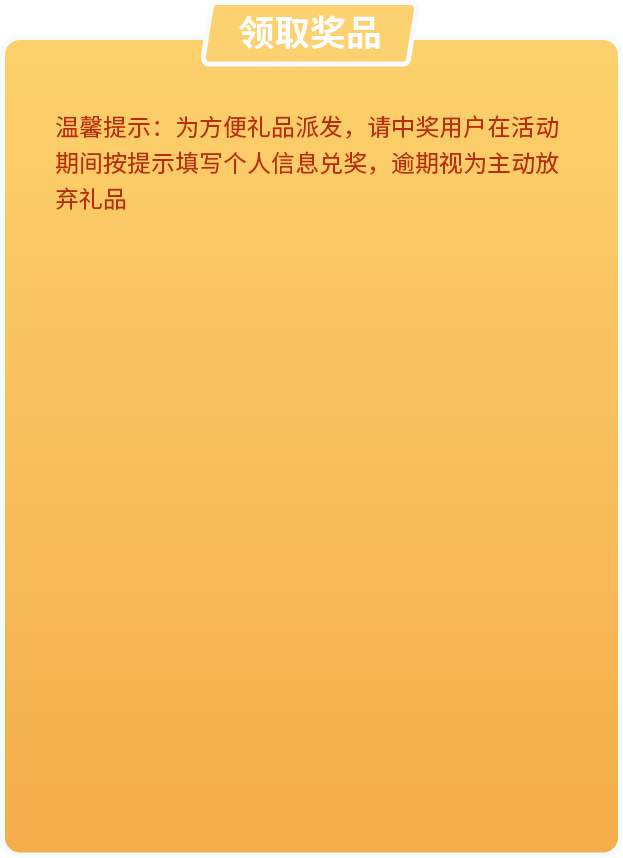 领取奖品
温馨提示：为方便礼品派发，请中奖用户在活动
期间按提示填写个人信息兑奖，逾期视为主动放
弃礼品